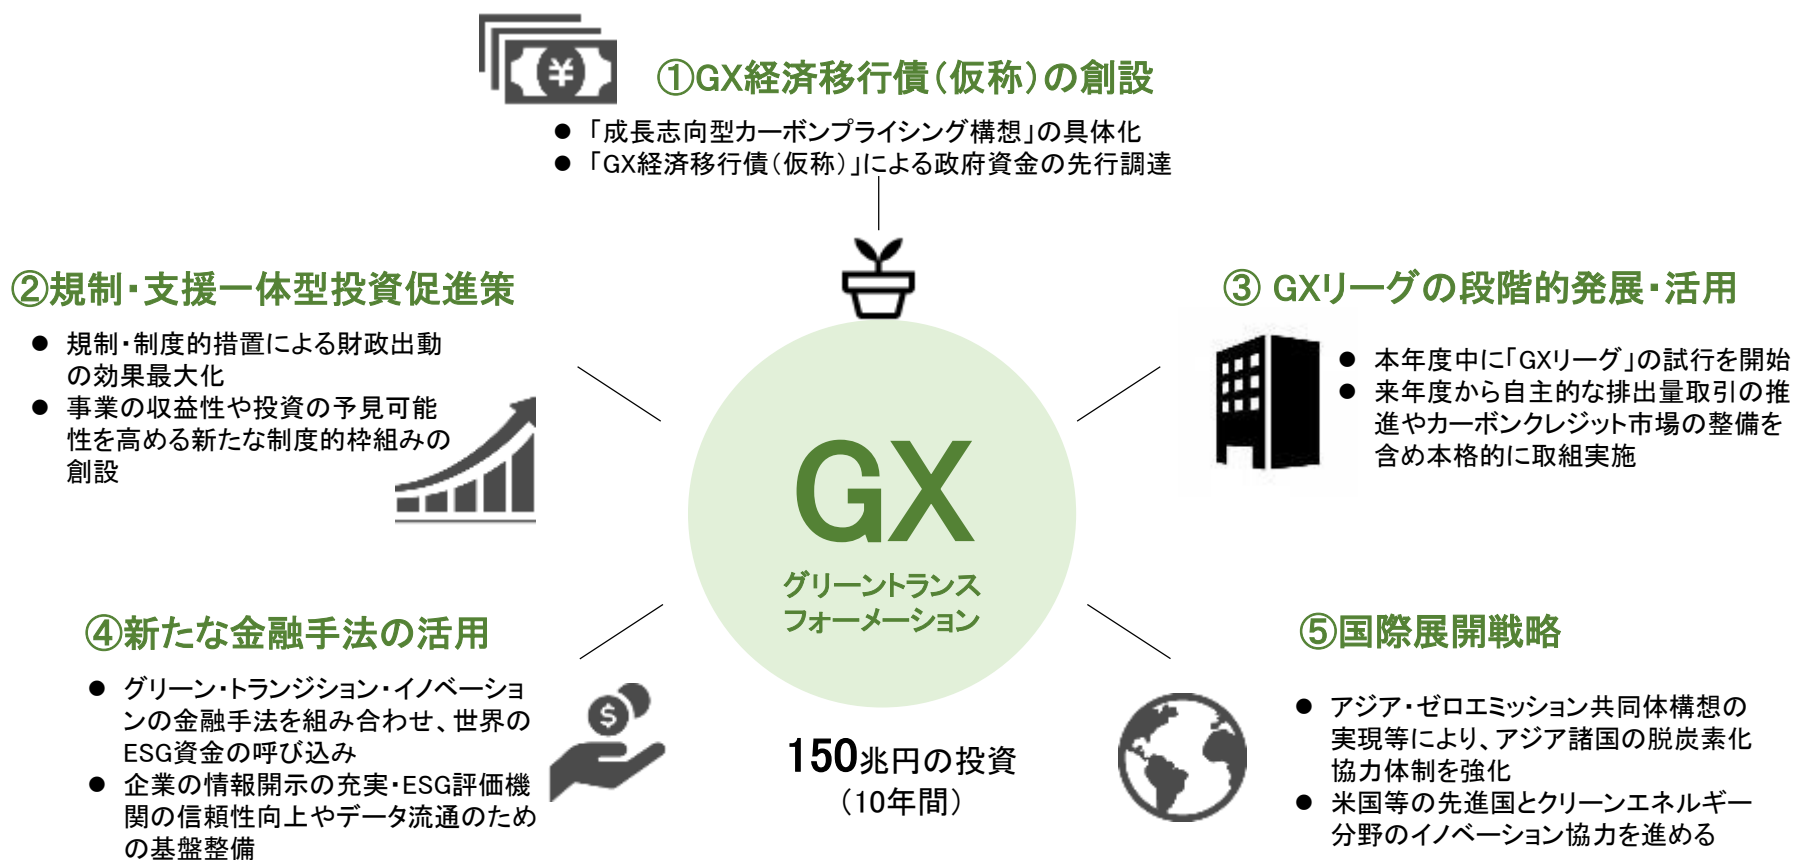 ①GX経済移行債（仮称）の創設
● 「成長志向型カーボンプライシング構想」の具体化
● 「GX経済移行債（仮称）」による政府資金の先行調達
②規制・支援一体型投資促進策
● 規制・制度的措置による財政出動
の効果最大化
● 事業の収益性や投資の予見可能
性を高める新たな制度的枠組みの
創設
③ GXリーグの段階的発展・活用
● 本年度中に「GXリーグ」の試行を開始
● 来年度から自主的な排出量取引の推
進やカーボンクレジット市場の整備を
含め本格的に取組実施
GX
グリーントランス
フォーメーション
150兆円の投資
（10年間）
④新たな金融手法の活用
● グリーン・トランジション・イノベーショ
ンの金融手法を組み合わせ、世界の
ESG資金の呼び込み
● 企業の情報開示の充実・ESG評価機
関の信頼性向上やデータ流通のため
の基盤整備
⑤国際展開戦略
● アジア・ゼロエミッション共同体構想の
実現等により、アジア諸国の脱炭素化
協力体制を強化
● 米国等の先進国とクリーンエネルギー
分野のイノベーション協力を進める
¥
$